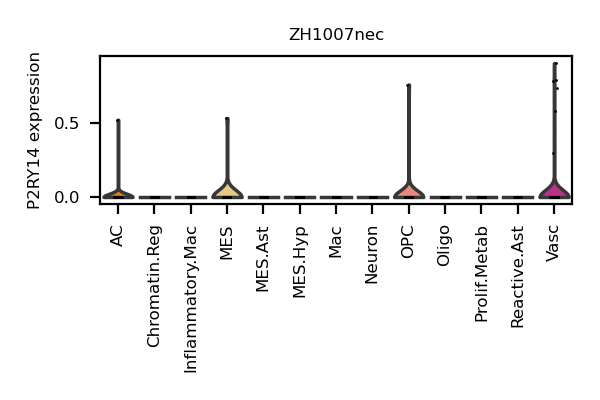 ZH1007nec
P2RY14 expression
0.5
0.0
AC
Chromatin.Reg
Inflammatory.Mac
MES
MES.Ast
MES.Hyp
Mac
Neuron
OPC
Oligo
Prolif.Metab
Reactive.Ast
Vasc